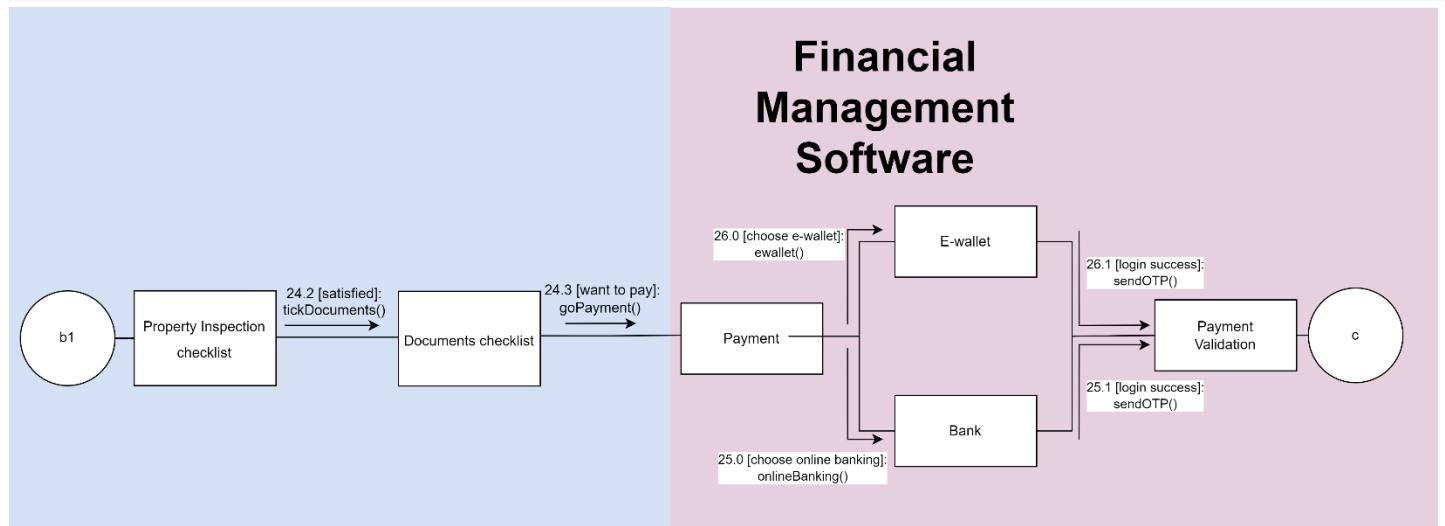 Financial
Management
Software
b1
Property Inspection
checklist
24.2 [satisfied]:
tickDocuments()
Documents checklist
24.3 [want to pay]:
goPayment()
Payment
26.0 [choose e-wallet]:
ewallet()
E-wallet
26.1 [login success]:
sendOTP()
25.0 [choose online banking]:
onlineBanking()
Bank
25.1 [login success]:
sendOTP()
Payment
Validation
c